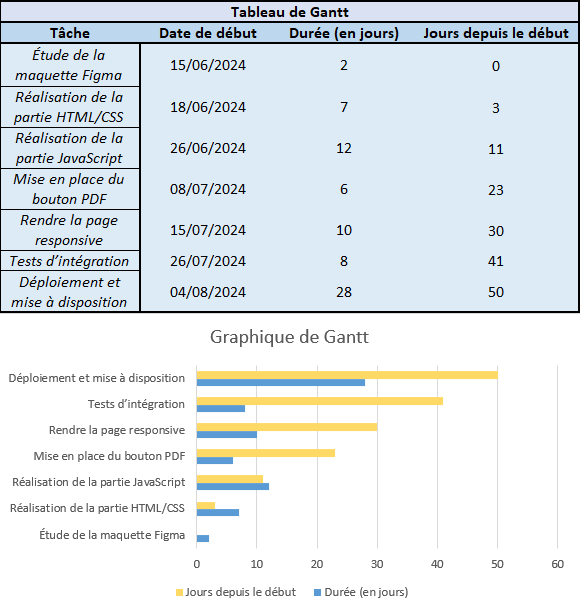 Tableau de Gantt
Tâche Date de début Durée (en jours) Jours depuis le début
Étude de la
maquette Figma 15/06/2024 2 0
Réalisation de la
partie HTML/CSS 18/06/2024 7 3
Réalisation de la
partie JavaScript 26/06/2024 12 11
Mise en place du
bouton PDF 08/07/2024 6 23
Rendre la page
responsive 15/07/2024 10 30
Tests d'intégration 26/07/2024 8 41
Déploiement et
mise à disposition 04/08/2024 28 50
Graphique de Gantt
Déploiement et mise à disposition
Tests d'intégration
Rendre la page responsive
Mise en place du bouton PDF
Réalisation de la partie JavaScript
Réalisation de la partie HTML/CSS
Étude de la maquette Figma
0 10 20 30 40 50 60
Jours depuis le début Durée (en jours)